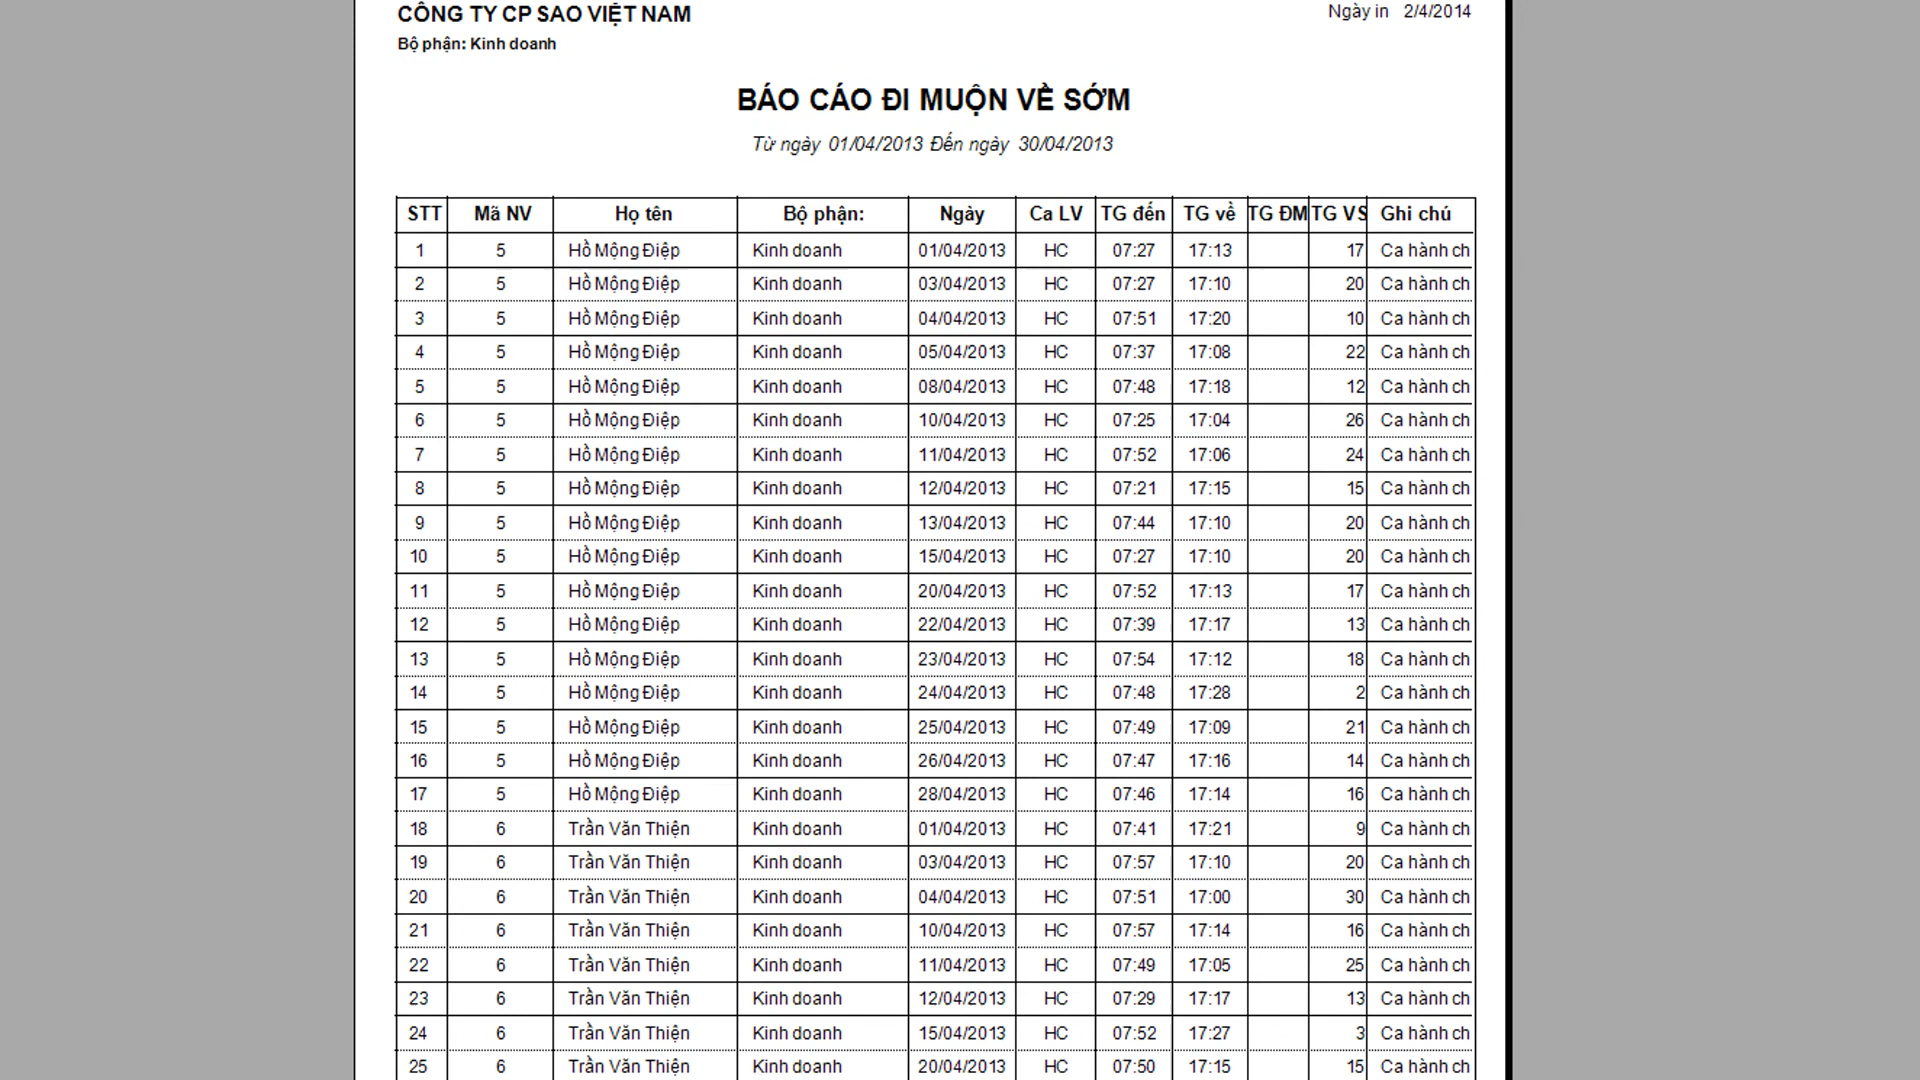 CÔNG TY CP SAO VIỆT NAM
Ngày in 2/4/2014
Bộ phận: Kinh doanh
BÁO CÁO ĐI MUỘN VỀ SỚM
Từ ngày 01/04/2013 Đến ngày 30/04/2013
STT Mã NV Họ tên Bộ phận: Ngày Ca LV TG đến TG về TG ĐM TG VS Ghi chú
1 5 Hồ Mộng Điệp Kinh doanh 01/04/2013 HC 07:27 17:13 17 Ca hành ch
2 5 Hồ Mộng Điệp Kinh doanh 03/04/2013 HC 07:27 17:10 20 Ca hành ch
3 5 Hồ Mộng Điệp Kinh doanh 04/04/2013 HC 07:51 17:20 10 Ca hành ch
4 5 Hồ Mộng Điệp Kinh doanh 05/04/2013 HC 07:37 17:08 22 Ca hành ch
5 5 Hồ Mộng Điệp Kinh doanh 08/04/2013 HC 07:48 17:18 12 Ca hành ch
6 5 Hồ Mộng Điệp Kinh doanh 10/04/2013 HC 07:25 17:04 26 Ca hành ch
7 5 Hồ Mộng Điệp Kinh doanh 11/04/2013 HC 07:52 17:06 24 Ca hành ch
8 5 Hồ Mộng Điệp Kinh doanh 12/04/2013 HC 07:21 17:15 15 Ca hành ch
9 5 Hồ Mộng Điệp Kinh doanh 13/04/2013 HC 07:44 17:10 20 Ca hành ch
10 5 Hồ Mộng Điệp Kinh doanh 15/04/2013 HC 07:27 17:10 20 Ca hành ch
11 5 Hồ Mộng Điệp Kinh doanh 20/04/2013 HC 07:52 17:13 17 Ca hành ch
12 5 Hồ Mộng Điệp Kinh doanh 22/04/2013 HC 07:39 17:17 13 Ca hành ch
13 5 Hồ Mộng Điệp Kinh doanh 23/04/2013 HC 07:54 17:12 18 Ca hành ch
14 5 Hồ Mộng Điệp Kinh doanh 24/04/2013 HC 07:48 17:28 2 Ca hành ch
15 5 Hồ Mộng Điệp Kinh doanh 25/04/2013 HC 07:49 17:09 21 Ca hành ch
16 5 Hồ Mộng Điệp Kinh doanh 26/04/2013 HC 07:47 17:16 14 Ca hành ch
17 5 Hồ Mộng Điệp Kinh doanh 28/04/2013 HC 07:46 17:14 16 Ca hành ch
18 6 Trần Văn Thiện Kinh doanh 01/04/2013 HC 07:41 17:21 9 Ca hành ch
19 6 Trần Văn Thiện Kinh doanh 03/04/2013 HC 07:57 17:10 20 Ca hành ch
20 6 Trần Văn Thiện Kinh doanh 04/04/2013 HC 07:51 17:00 30 Ca hành ch
21 6 Trần Văn Thiện Kinh doanh 10/04/2013 HC 07:57 17:14 16 Ca hành ch
22 6 Trần Văn Thiện Kinh doanh 11/04/2013 HC 07:49 17:05 25 Ca hành ch
23 6 Trần Văn Thiện Kinh doanh 12/04/2013 HC 07:29 17:17 13 Ca hành ch
24 6 Trần Văn Thiện Kinh doanh 15/04/2013 HC 07:52 17:27 3 Ca hành ch
25 6 Trần Văn Thiện Kinh doanh 20/04/2013 HC 07:50 17:15 15 Ca hành ch